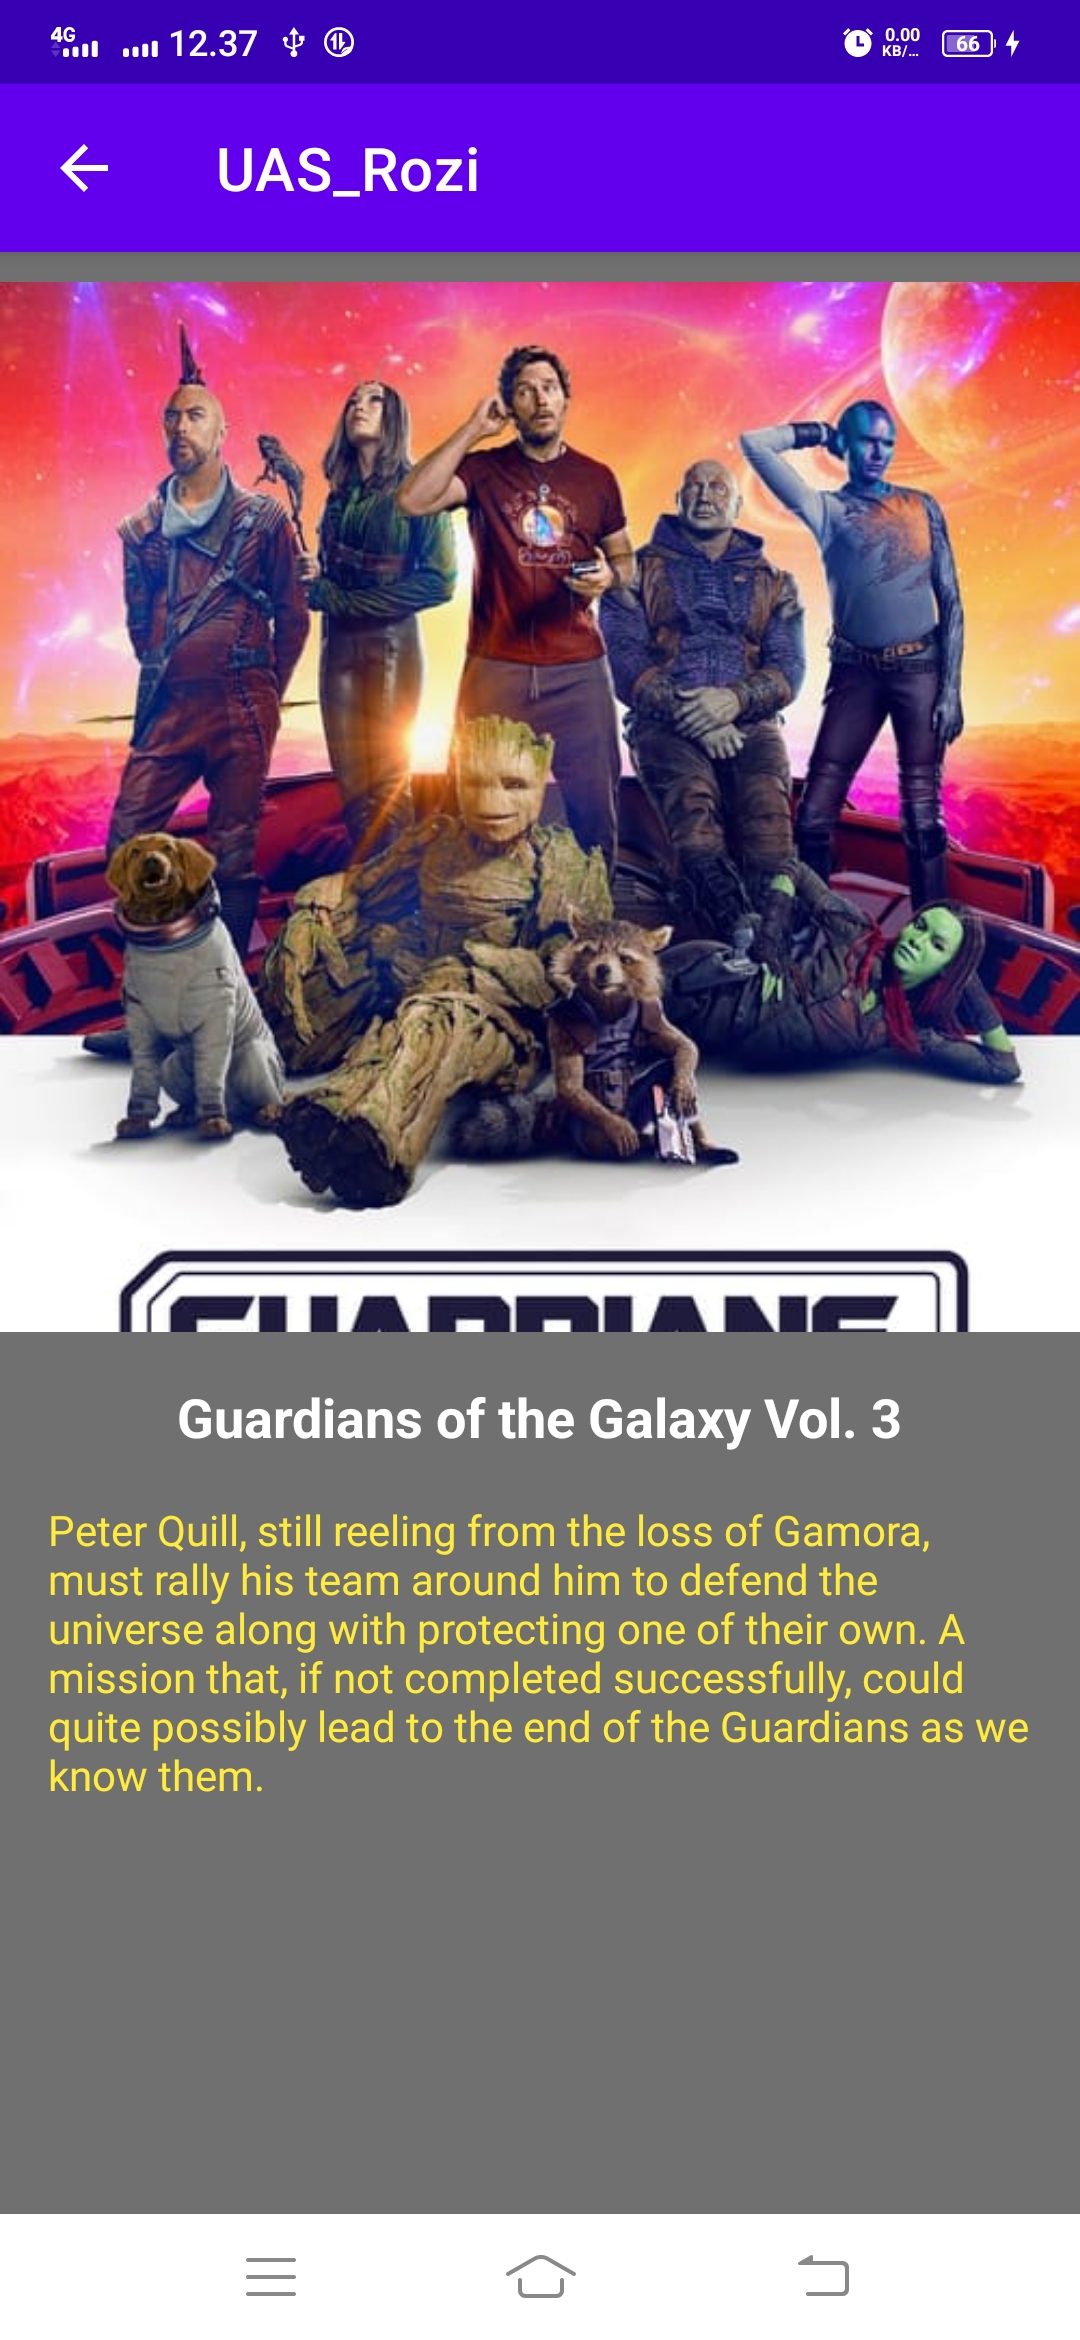 4G 12.37 0.00 KB/... 66
UAS_Rozi
GUARDIANS
Guardians of the Galaxy Vol. 3
Peter Quill, still reeling from the loss of Gamora,
must rally his team around him to defend the
universe along with protecting one of their own. A
mission that, if not completed successfully, could
quite possibly lead to the end of the Guardians as we
know them.